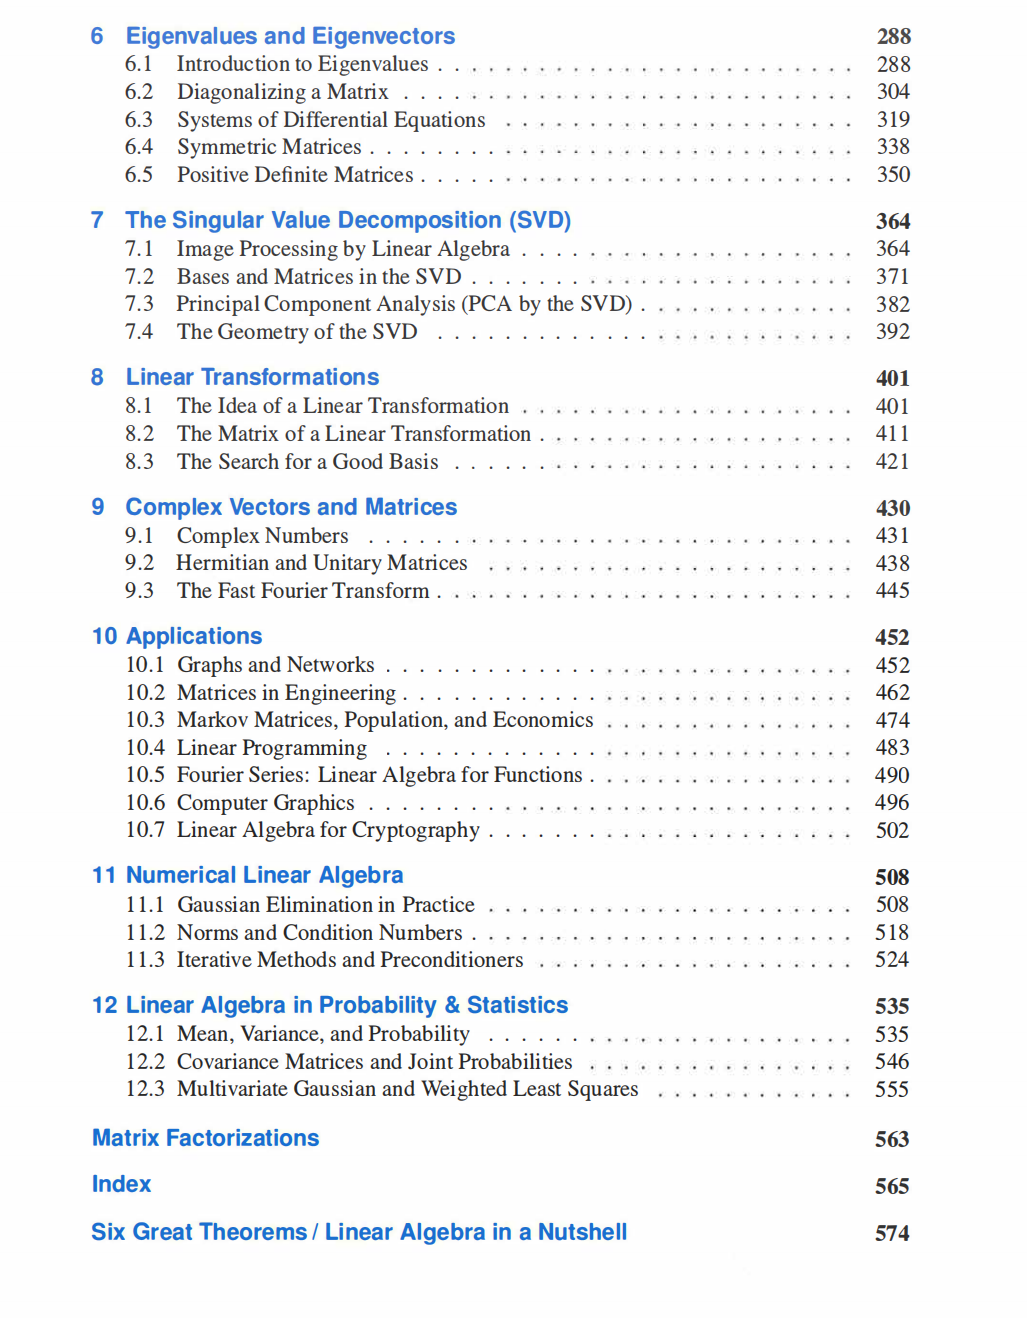 6 Eigenvalues and Eigenvectors 288
6.1 Introduction to Eigenvalues . . . . . . . . . . . . . . . . . . . . . . . . . 288
6.2 Diagonalizing a Matrix . . . . . . . . . . . . . . . . . . . . . . . . . . . 304
6.3 Systems of Differential Equations . . . . . . . . . . . . . . . . . . . . . 319
6.4 Symmetric Matrices . . . . . . . . . . . . . . . . . . . . . . . . . . . . . 338
6.5 Positive Definite Matrices . . . . . . . . . . . . . . . . . . . . . . . . . . 350
7 The Singular Value Decomposition (SVD) 364
7.1 Image Processing by Linear Algebra . . . . . . . . . . . . . . . . . . . . 364
7.2 Bases and Matrices in the SVD . . . . . . . . . . . . . . . . . . . . . . . 371
7.3 Principal Component Analysis (PCA by the SVD) . . . . . . . . . . . . . 382
7.4 The Geometry of the SVD . . . . . . . . . . . . . . . . . . . . . . . . . 392
8 Linear Transformations 401
8.1 The Idea of a Linear Transformation . . . . . . . . . . . . . . . . . . . . 401
8.2 The Matrix of a Linear Transformation . . . . . . . . . . . . . . . . . . . 411
8.3 The Search for a Good Basis . . . . . . . . . . . . . . . . . . . . . . . . 421
9 Complex Vectors and Matrices 430
9.1 Complex Numbers . . . . . . . . . . . . . . . . . . . . . . . . . . . . . 431
9.2 Hermitian and Unitary Matrices . . . . . . . . . . . . . . . . . . . . . . 438
9.3 The Fast Fourier Transform . . . . . . . . . . . . . . . . . . . . . . . . . 445
10 Applications 452
10.1 Graphs and Networks . . . . . . . . . . . . . . . . . . . . . . . . . . . . 452
10.2 Matrices in Engineering . . . . . . . . . . . . . . . . . . . . . . . . . . . 462
10.3 Markov Matrices, Population, and Economics . . . . . . . . . . . . . . . 474
10.4 Linear Programming . . . . . . . . . . . . . . . . . . . . . . . . . . . . 483
10.5 Fourier Series: Linear Algebra for Functions . . . . . . . . . . . . . . . . 490
10.6 Computer Graphics . . . . . . . . . . . . . . . . . . . . . . . . . . . . . 496
10.7 Linear Algebra for Cryptography . . . . . . . . . . . . . . . . . . . . . . 502
11 Numerical Linear Algebra 508
11.1 Gaussian Elimination in Practice . . . . . . . . . . . . . . . . . . . . . . 508
11.2 Norms and Condition Numbers . . . . . . . . . . . . . . . . . . . . . . . 518
11.3 Iterative Methods and Preconditioners . . . . . . . . . . . . . . . . . . . 524
12 Linear Algebra in Probability & Statistics 535
12.1 Mean, Variance, and Probability . . . . . . . . . . . . . . . . . . . . . . 535
12.2 Covariance Matrices and Joint Probabilities . . . . . . . . . . . . . . . . 546
12.3 Multivariate Gaussian and Weighted Least Squares . . . . . . . . . . . . 555
Matrix Factorizations 563
Index 565
Six Great Theorems / Linear Algebra in a Nutshell 574